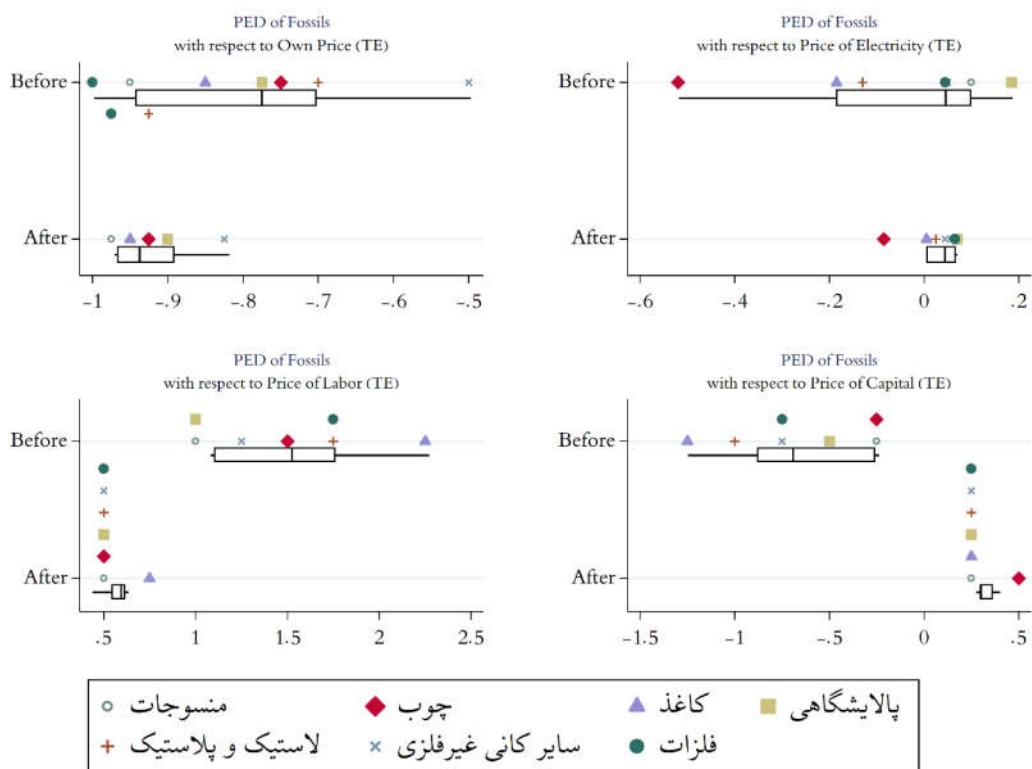 PED of Fossils
with respect to Own Price (TE)
Before
After
-1 -.9 -.8 -.7 -.6 -.5
PED of Fossils
with respect to Price of Electricity (TE)
Before
After
-.6 -.4 -.2 0 .2
PED of Fossils
with respect to Price of Labor (TE)
Before
After
.5 1 1.5 2 2.5
PED of Fossils
with respect to Price of Capital (TE)
Before
After
-1.5 -1 -.5 0 .5
منسوجات چوب کاغذ پالایشگاهی
لاستیک و پلاستیک سایر کانی غیرفلزی فلزات